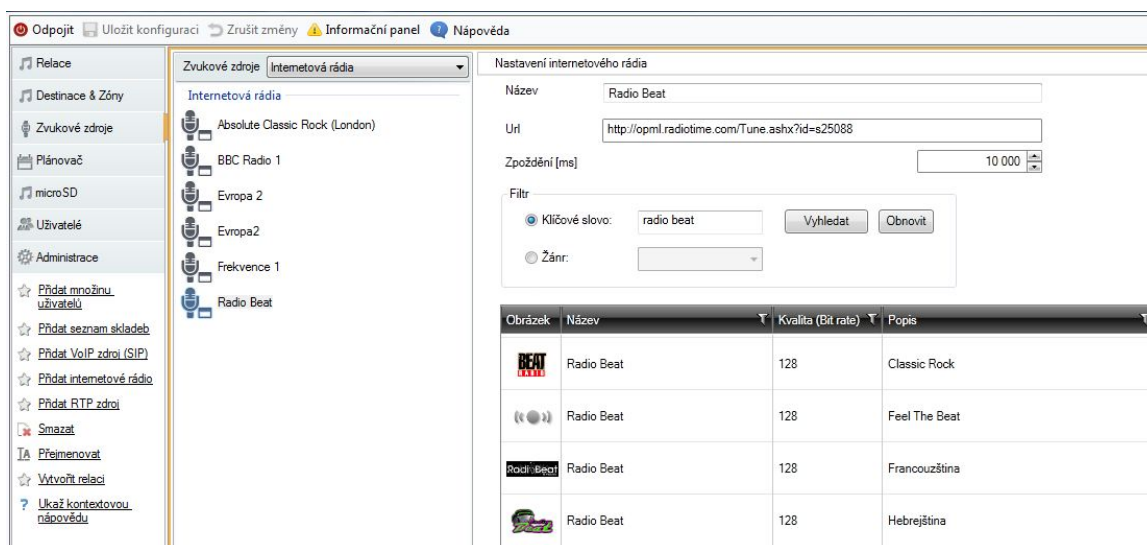 Odpojit Uložit konfiguraci Zrušit změny Informační panel Nápověda
Relace
Destinace & Zóny
Zvukové zdroje
Plánovač
microSD
Uživatelé
Administrace
Přidat množinu
uživatelů
Přidat seznam skladeb
Přidat VoIP zdroj (SIP)
Přidat internetové rádio
Přidat RTP zdroj
Smazat
Přejmenovat
Vytvořit relaci
Ukaž kontextovou
nápovědu
Zvukové zdroje Internetová rádia
Internetová rádia
Absolute Classic Rock (London)
BBC Radio 1
Evropa 2
Evropa2
Frekvence 1
Radio Beat
Nastavení internetového rádia
Název Radio Beat
Url http://opml.radiotime.com/Tune.ashx?id=s25088
Zpoždění [ms] 10 000
Filtr
Klíčové slovo: radio beat Vyhledat Obnovit
Žánr:
Obrázek Název Kvalita (Bit rate) Popis
BEAT
RADIO
Radio Beat 128 Classic Rock
Radio Beat 128 Feel The Beat
RadioBeat Radio Beat 128 Francouzština
Radio Beat 128 Hebrejština